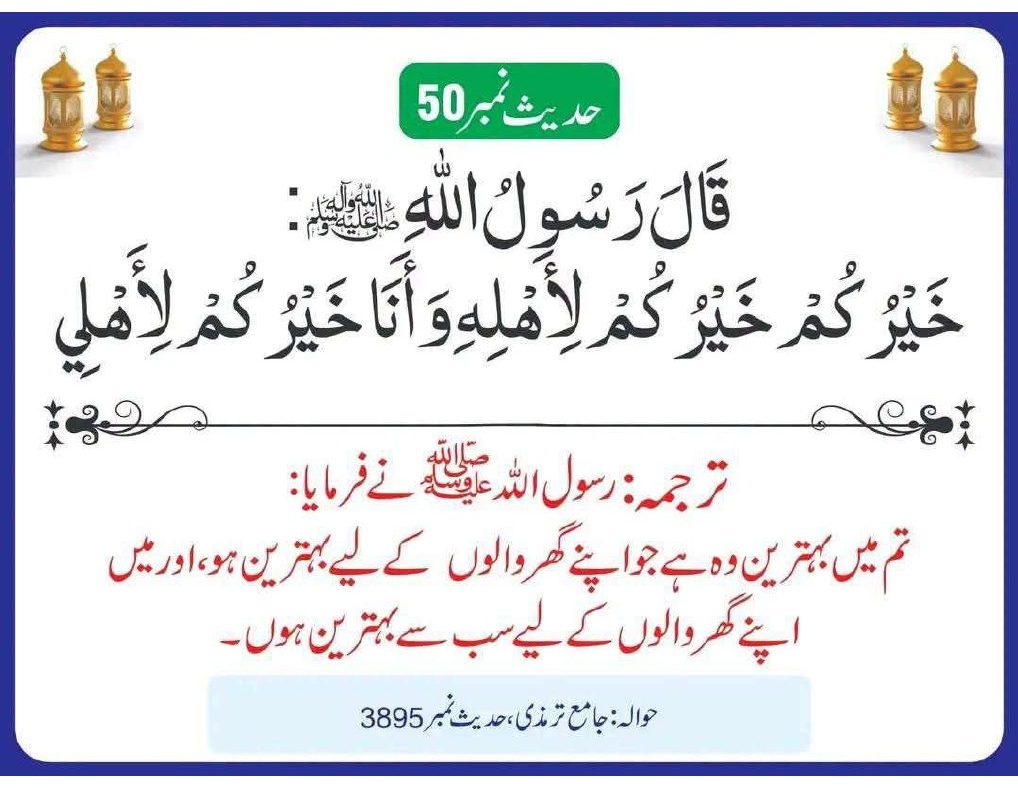 حدیث نمبر 50
قَالَ رَسُولُ اللهِ صلى الله عليه وآله وسلم:
خَيْرُ كُمْ خَيْرُ كُمْ لِأَهْلِهِ وَ أَنَا خَيْرُ كُمْ لِأَهْلِي
ترجمہ: رسول اللہ ﷺ نے فرمایا:
تم میں بہترین وہ ہے جو اپنے گھر والوں کے لیے بہترین ہو، اور میں
اپنے گھر والوں کے لیے سب سے بہترین ہوں۔
حوالہ: جامع ترمذی، حدیث نمبر 3895